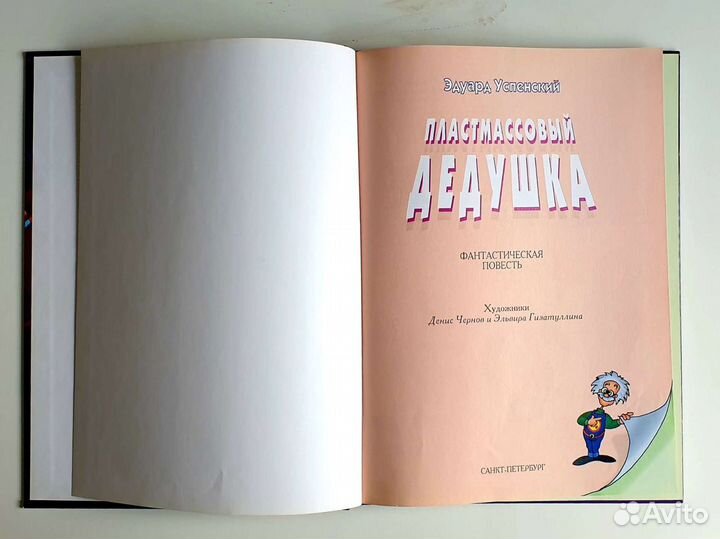 Эдуард Успенский
ПЛАСТМАССОВЫЙ
ДЕДУШКА
ФАНТАСТИЧЕСКАЯ
ПОВЕСТЬ
Художники
Денис Чернов и Эльвира Гизатуллина
САНКТ-ПЕТЕРБУРГ
Avito